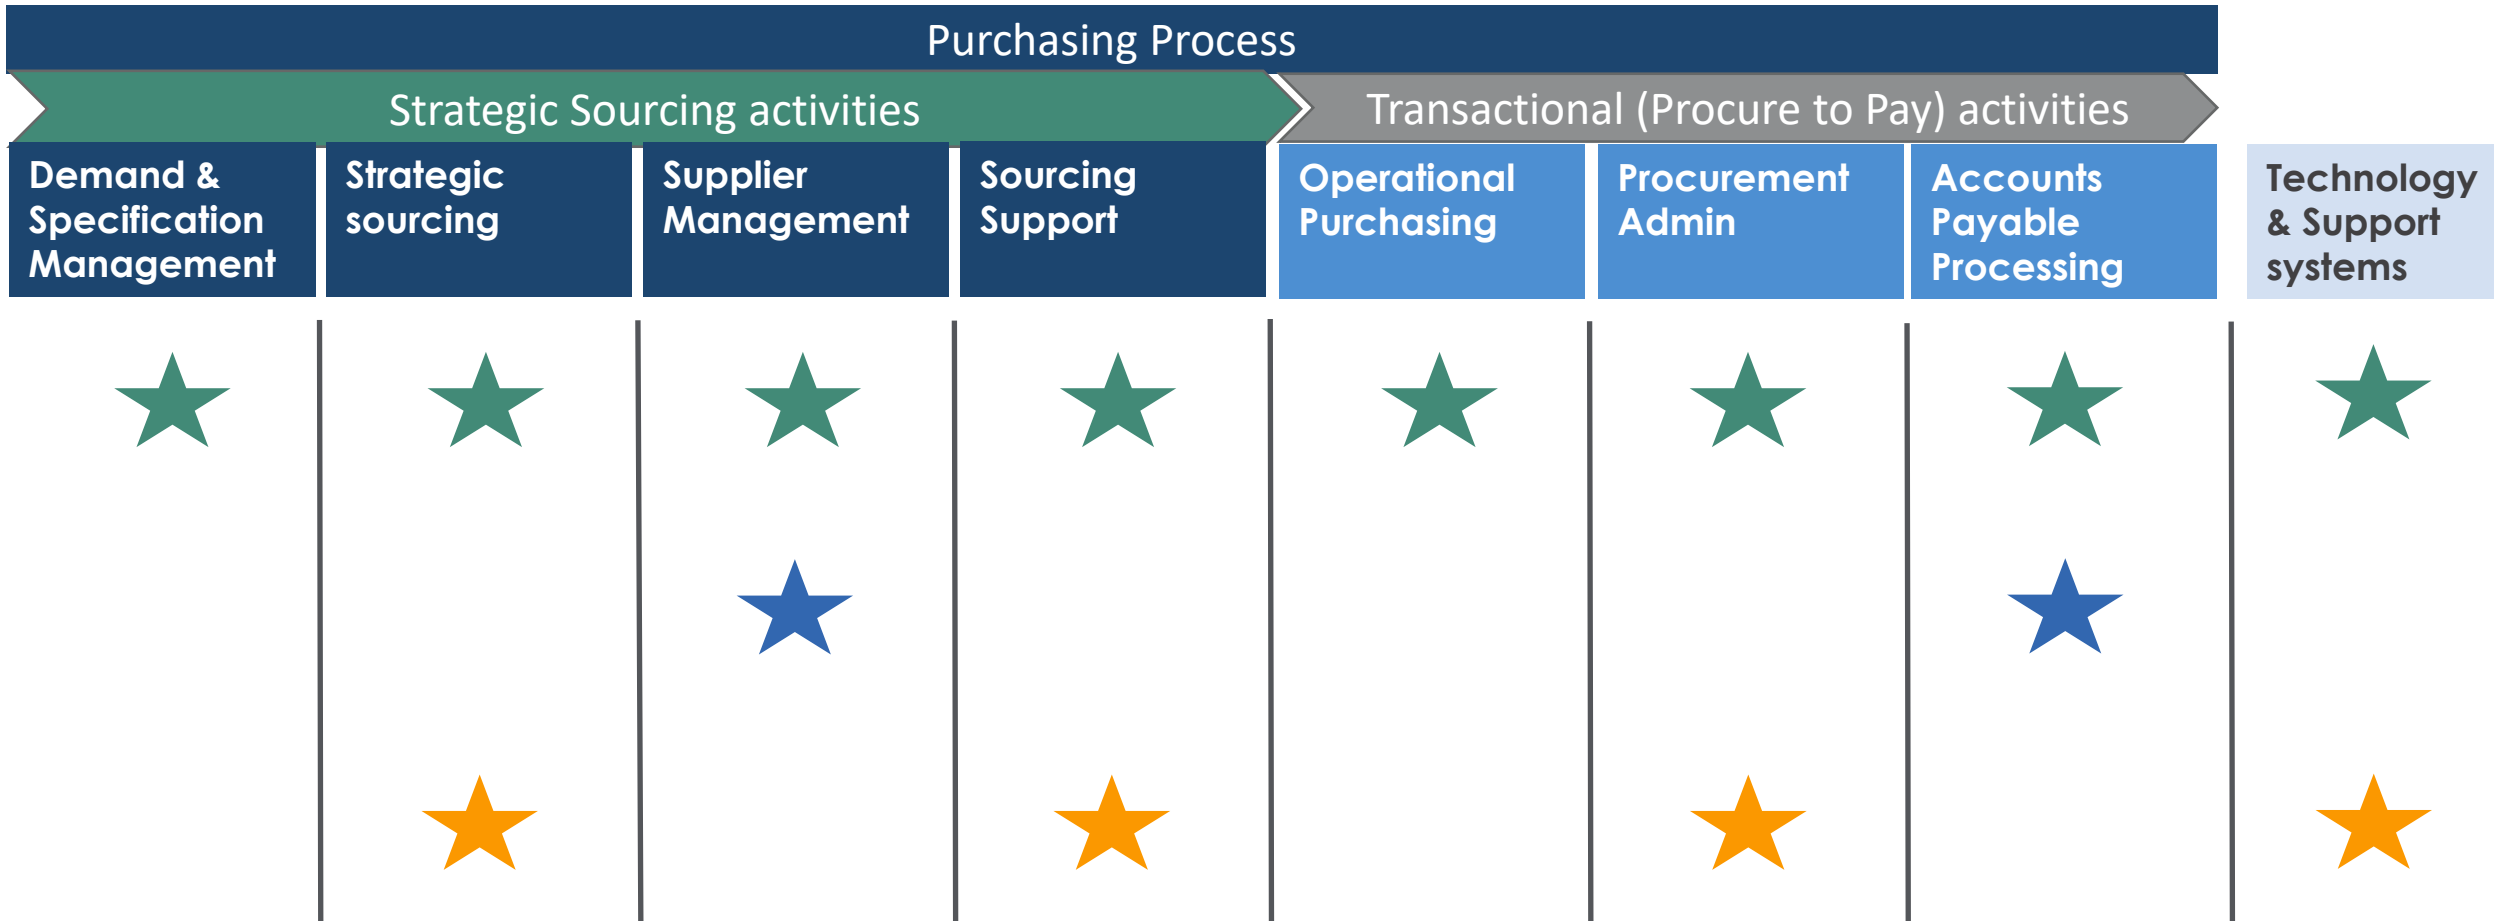 Purchasing Process
Strategic Sourcing activities
Transactional (Procure to Pay) activities
Demand &
Specification
Management
Strategic
sourcing
Supplier
Management
Sourcing
Support
Operational
Purchasing
Procurement
Admin
Accounts
Payable
Processing
Technology
& Support
systems